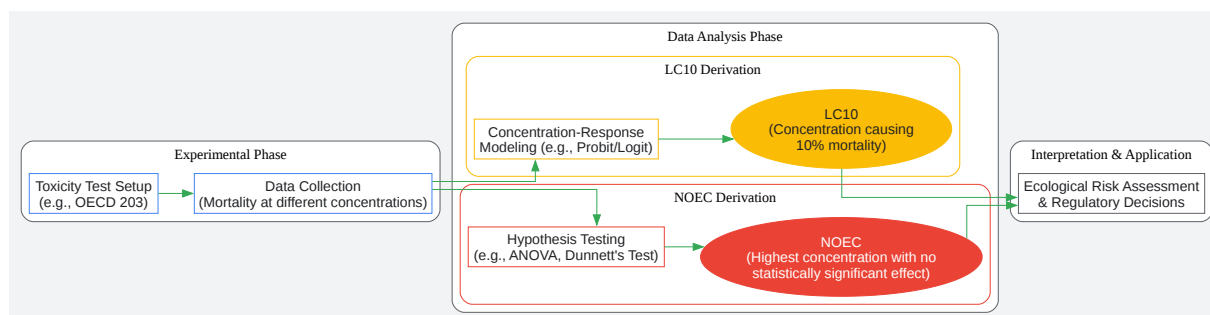 Experimental Phase
Toxicity Test Setup
(e.g., OECD 203)
Data Collection
(Mortality at different concentrations)
Data Analysis Phase
LC10 Derivation
Concentration-Response
Modeling (e.g., Probit/Logit)
LC10
(Concentration causing
10% mortality)
NOEC Derivation
Hypothesis Testing
(e.g., ANOVA, Dunnett's Test)
NOEC
(Highest concentration with no
statistically significant effect)
Interpretation & Application
Ecological Risk Assessment
& Regulatory Decisions